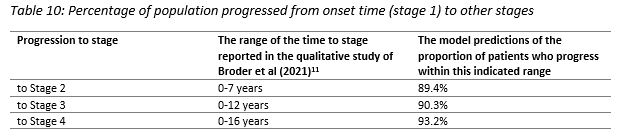 Table 10: Percentage of population progressed from onset time (stage 1) to other stages
Progression to stage
The range of the time to stage
reported in the qualitative study of
Broder et al (2021)¹¹
The model predictions of the
proportion of patients who progress
within this indicated range
to Stage 2 0-7 years 89.4%
to Stage 3 0-12 years 90.3%
to Stage 4 0-16 years 93.2%